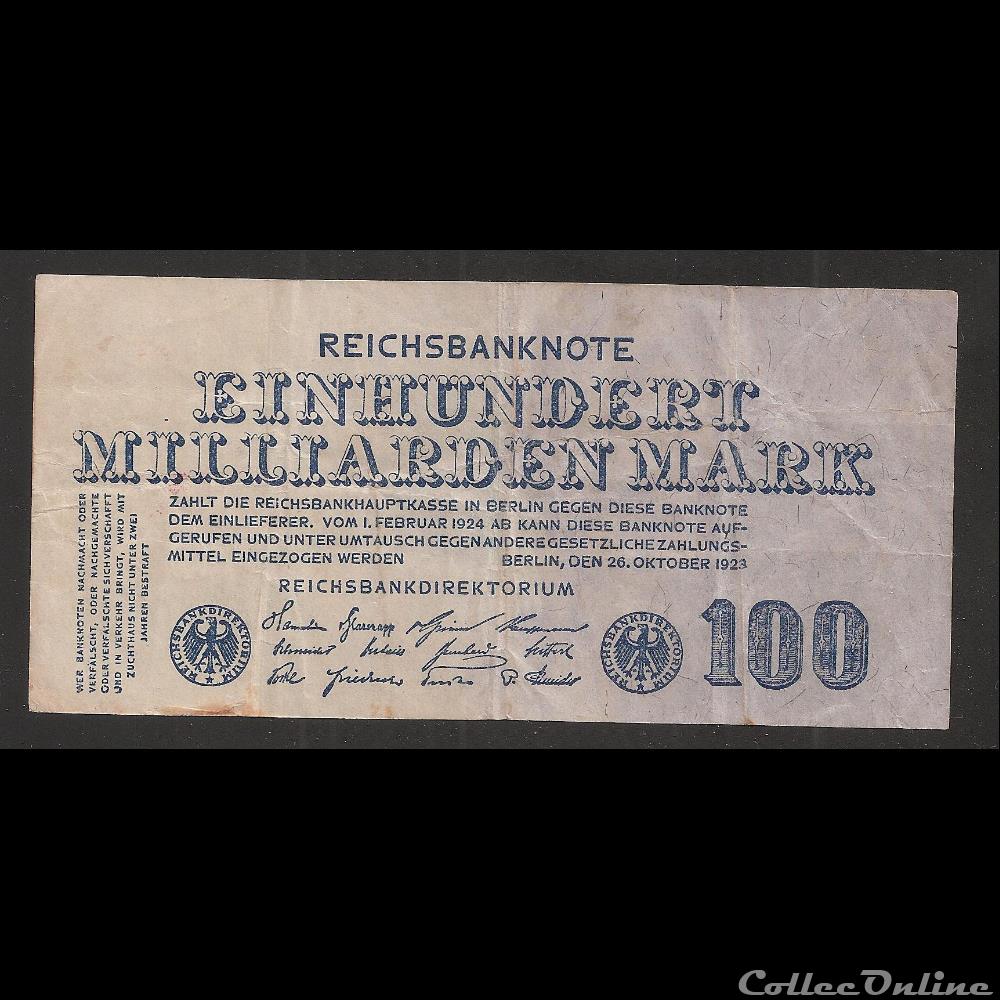 REICHSBANKNOTE
EINHUNDERT
MILLIARDEN MARK
ZAHLT DIE REICHSBANKHAUPTKASSE IN BERLIN GEGEN DIESE BANKNOTE
DEM EINLIEFERER. VOM 1. FEBRUAR 1924 AB KANN DIESE BANKNOTE AUF-
GERUFEN UND UNTER UMTAUSCH GEGEN ANDERE GESETZLICHE ZAHLUNGS-
MITTEL EINGEZOGEN WERDEN BERLIN, DEN 26. OKTOBER 1923
REICHSBANKDIREKTORIUM
WER BANKNOTEN NACHMACHT ODER
VERFÄLSCHT, ODER NACHGEMACHTE
ODER VERFÄLSCHTE SICH VERSCHAFFT
UND IN VERKEHR BRINGT, WIRD MIT
ZUCHTHAUS NICHT UNTER ZWEI
JAHREN BESTRAFT
REICHSBANKDIREKTORIUM
Schneider
REICHSBANKDIREKTORIUM
100
CollecOnline